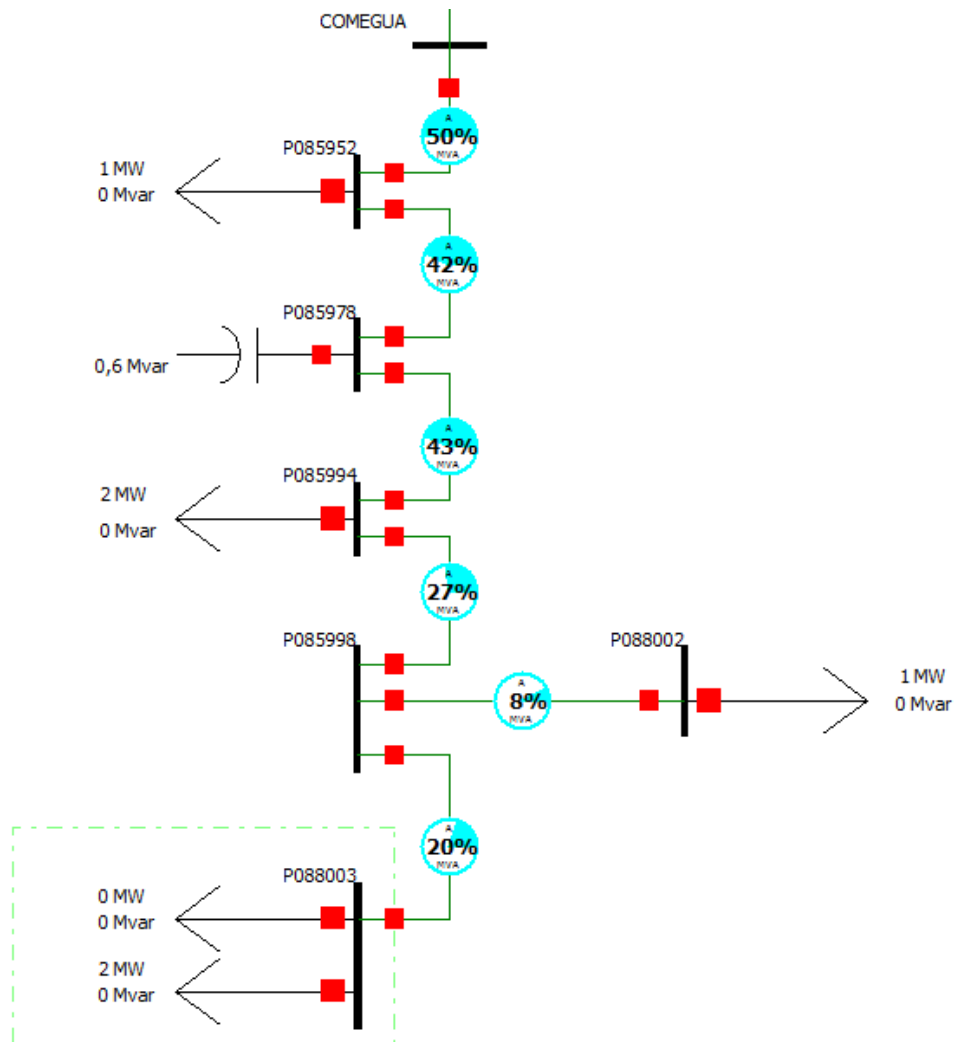 COMEGUA
A
50%
MVA
P085952
1 MW
0 Mvar
A
42%
MVA
P085978
0,6 Mvar
A
43%
MVA
P085994
2 MW
0 Mvar
A
27%
MVA
P085998
P088002
A
8%
MVA
1 MW
0 Mvar
A
20%
MVA
P088003
0 MW
0 Mvar
2 MW
0 Mvar